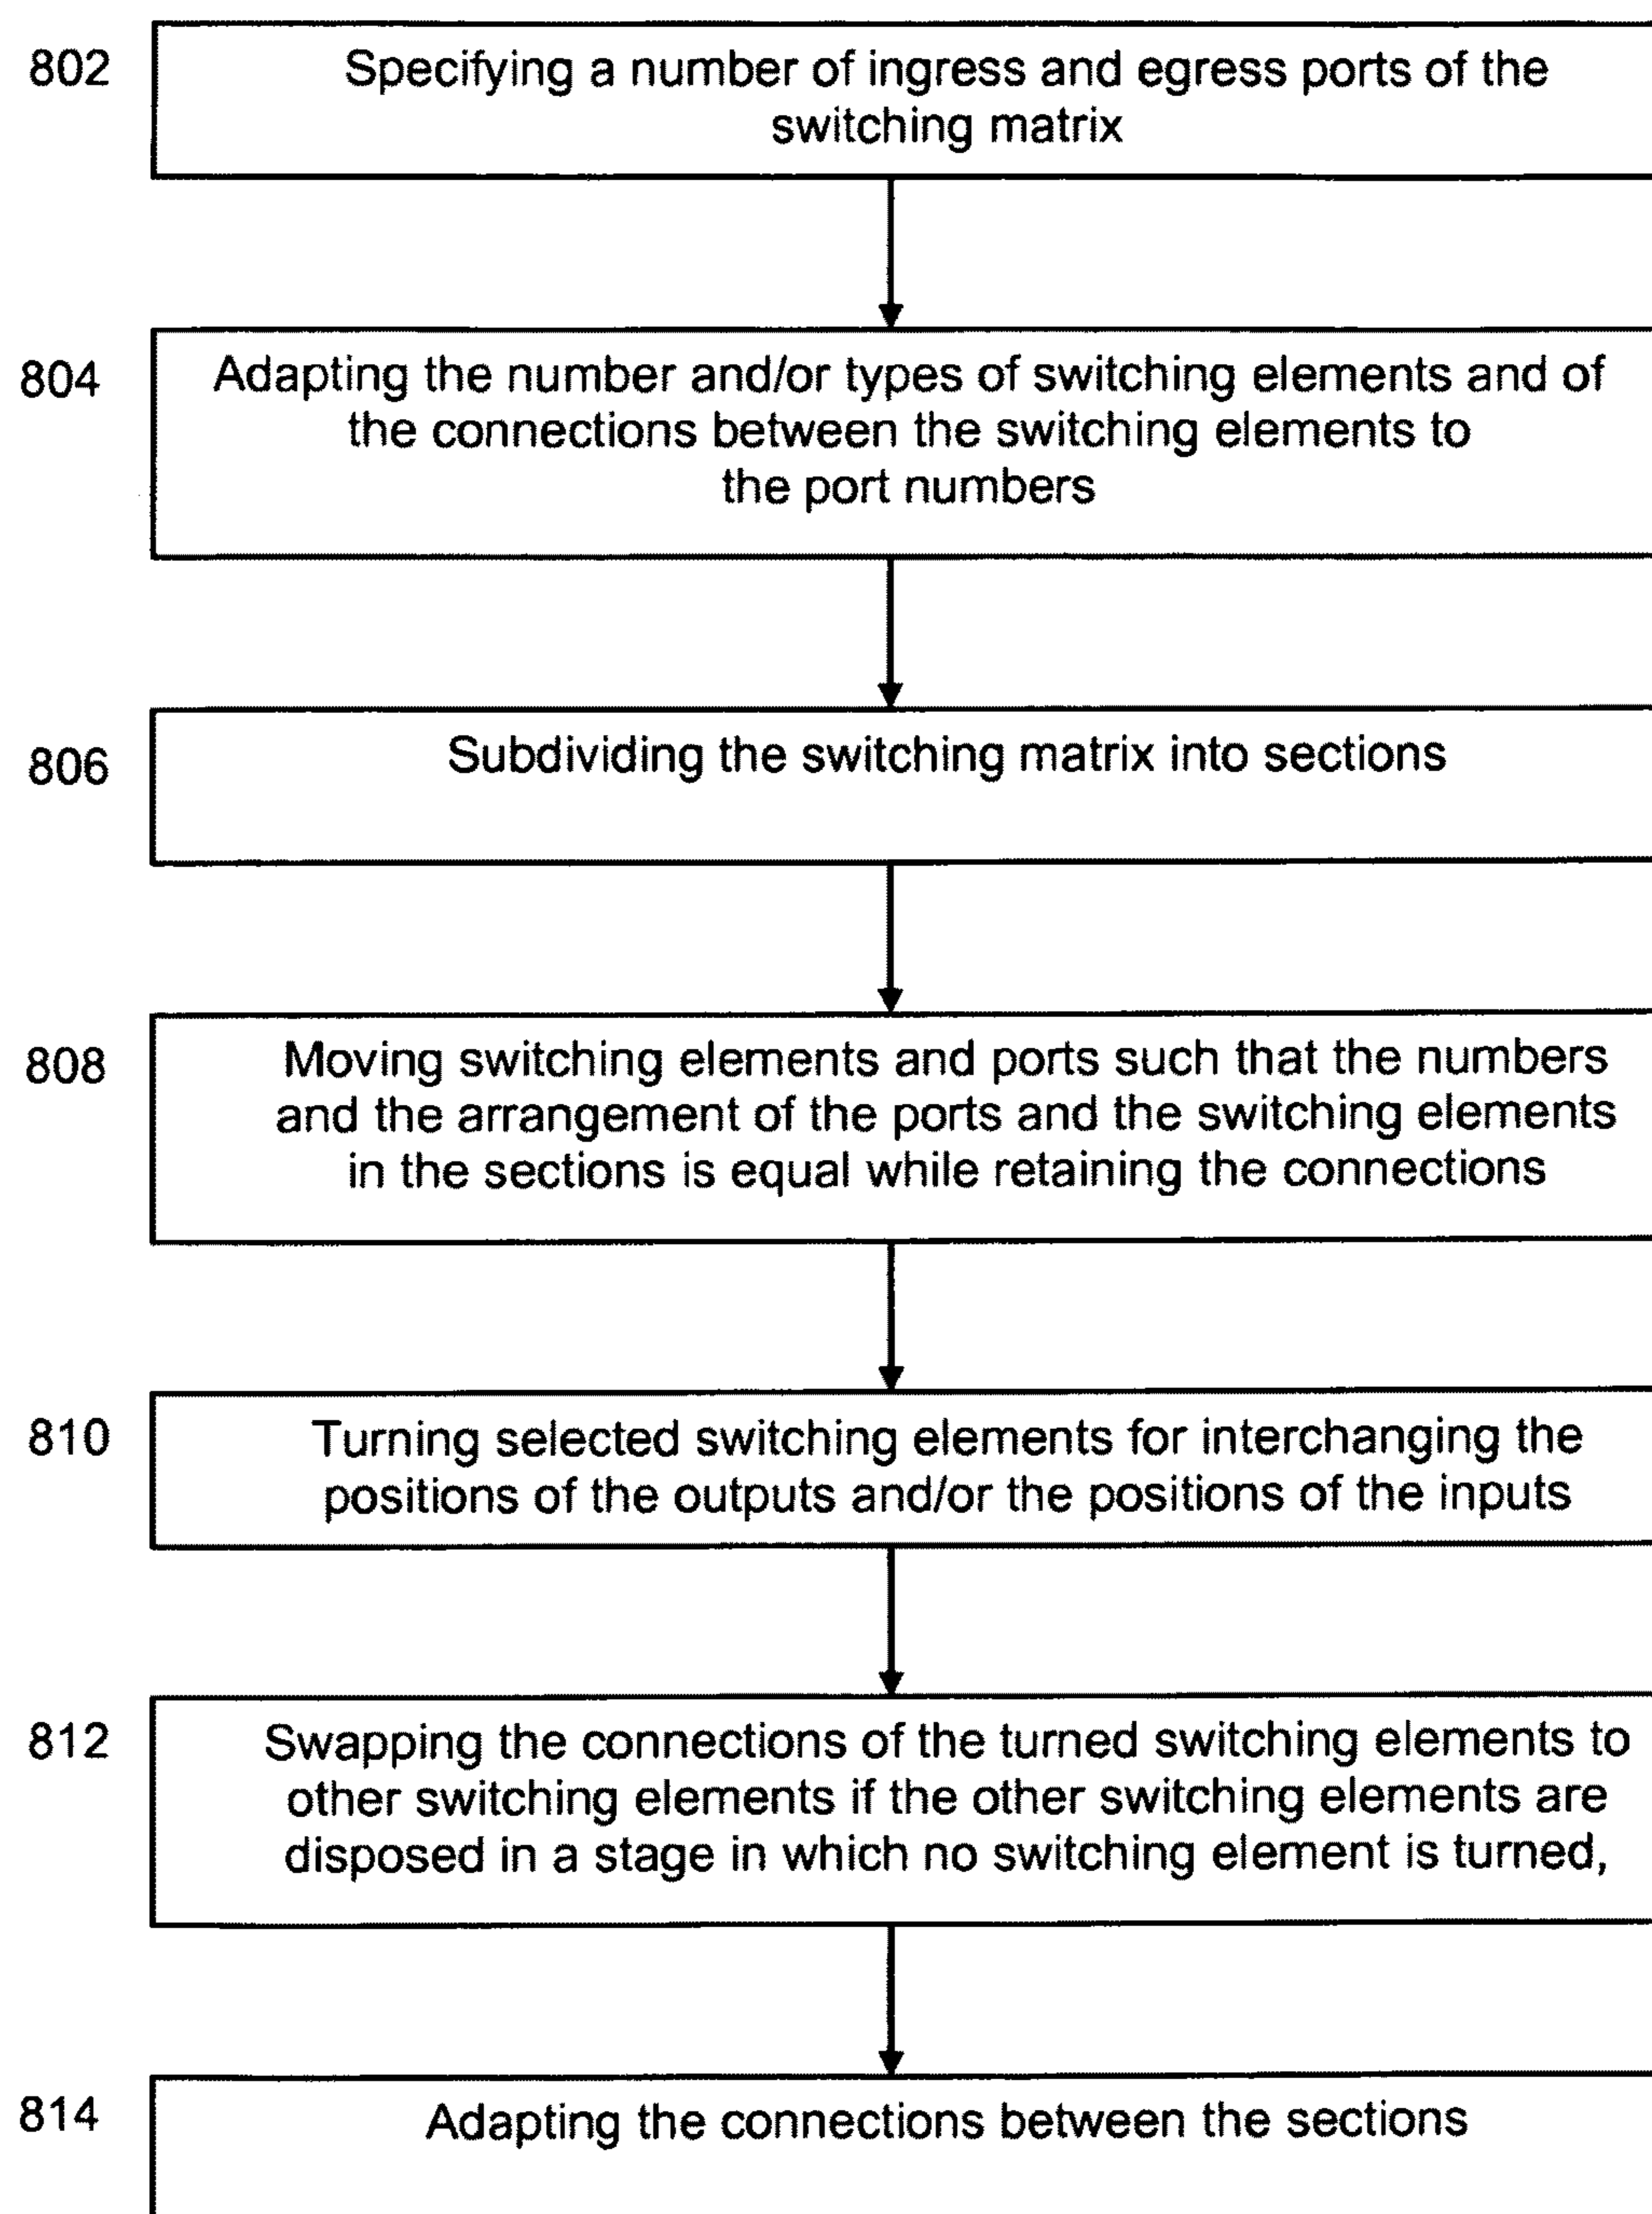 802
Specifying a number of ingress and egress ports of the
switching matrix
804
Adapting the number and/or types of switching elements and of
the connections between the switching elements to
the port numbers
806
Subdividing the switching matrix into sections
808
Moving switching elements and ports such that the numbers
and the arrangement of the ports and the switching elements
in the sections is equal while retaining the connections
810
Turning selected switching elements for interchanging the
positions of the outputs and/or the positions of the inputs
812
Swapping the connections of the turned switching elements to
other switching elements if the other switching elements are
disposed in a stage in which no switching element is turned,
814
Adapting the connections between the sections